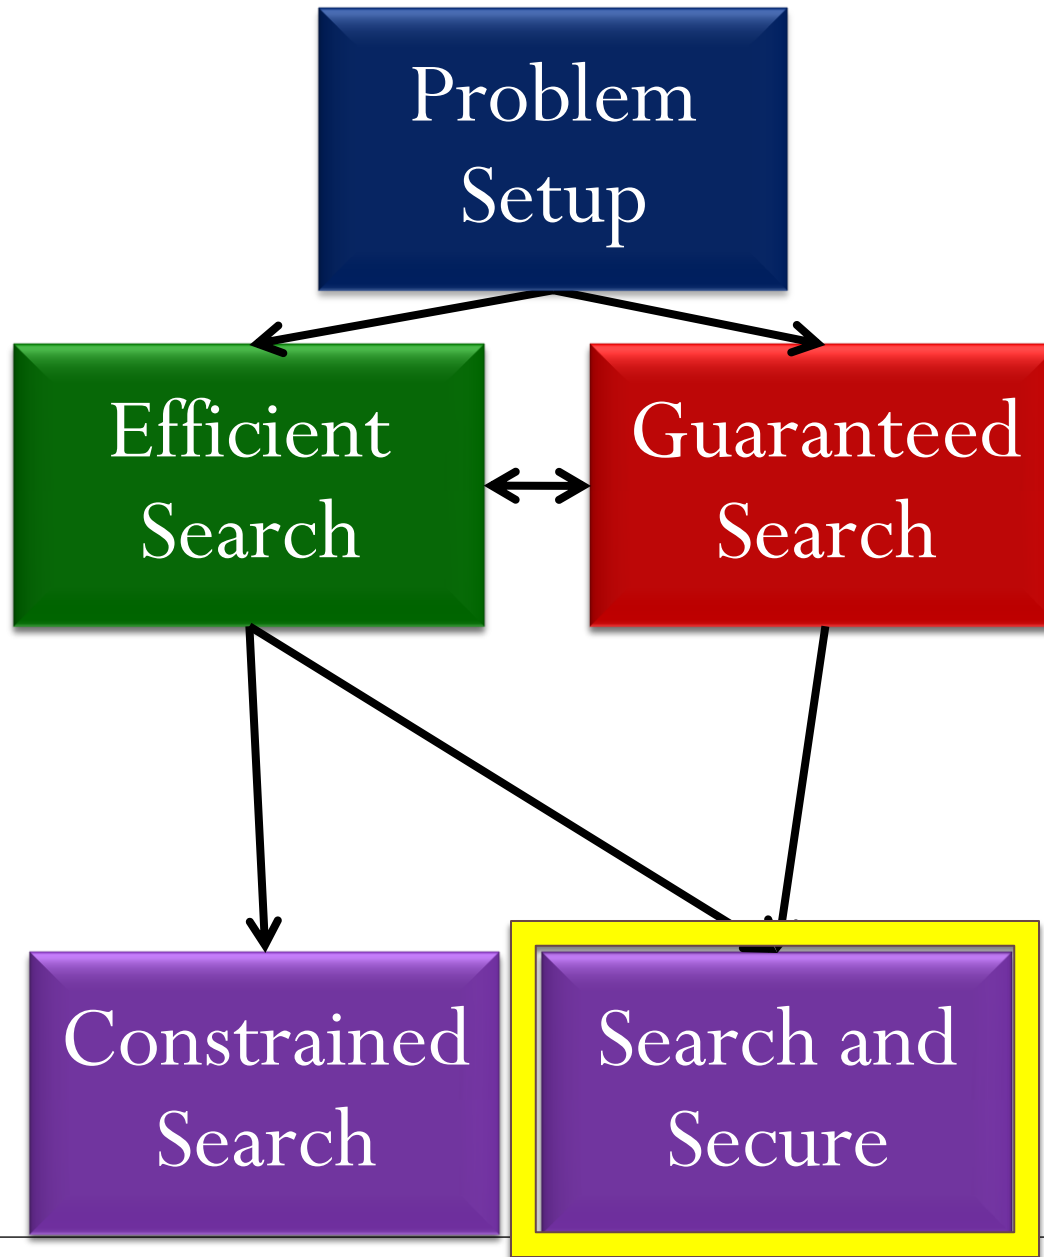 Problem
Setup
Efficient
Search
Guaranteed
Search
Constrained
Search
Search and
Secure